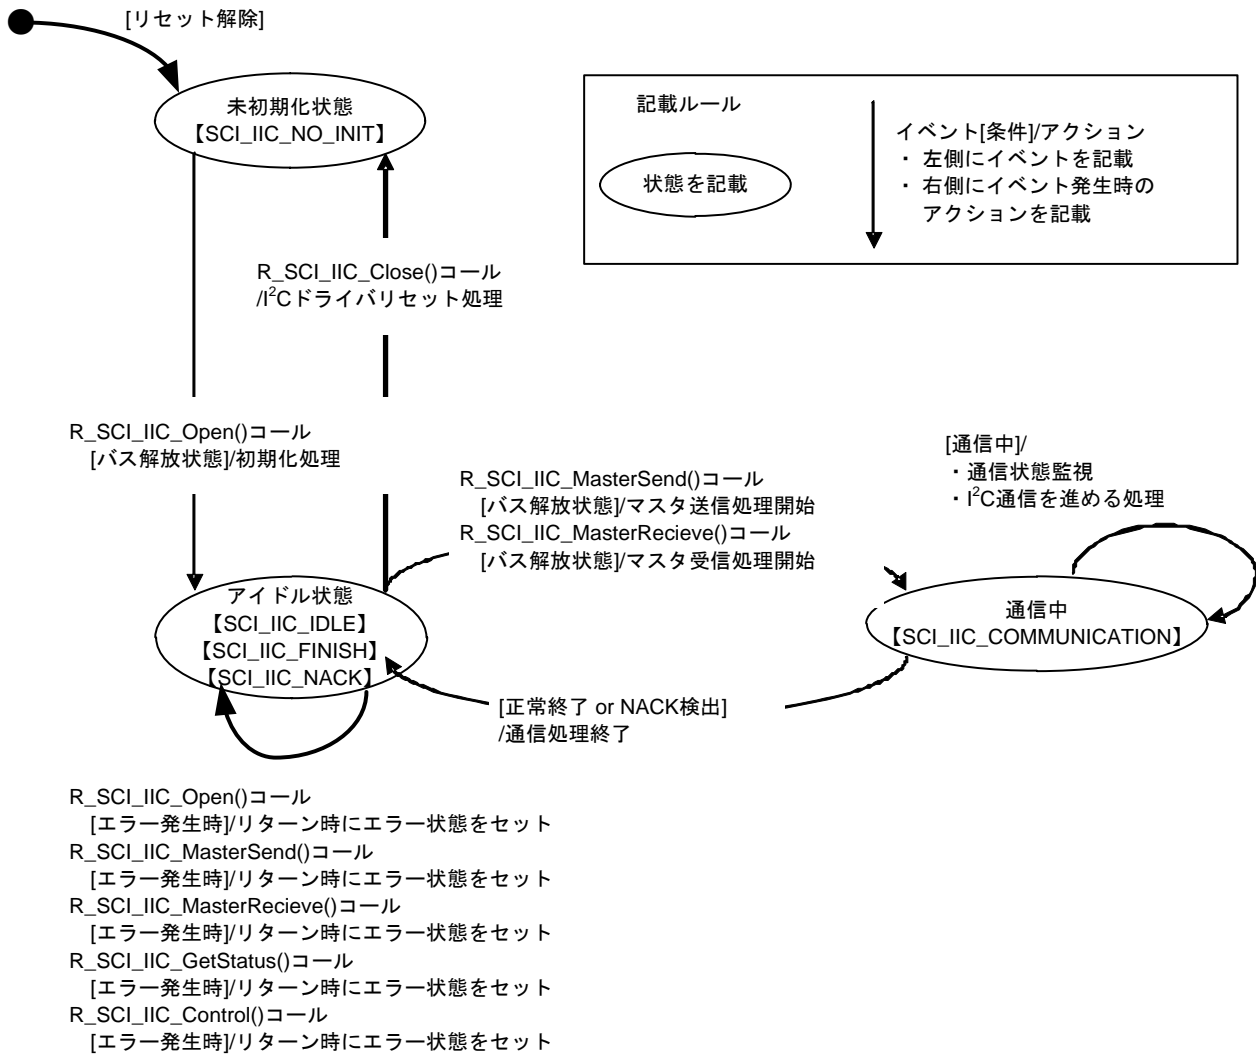 [リセット解除]
未初期化状態
【SCI_IIC_NO_INIT】
記載ルール
状態を記載
イベント[条件]/アクション
・ 左側にイベントを記載
・ 右側にイベント発生時の
アクションを記載
R_SCI_IIC_Close()コール
/I²Cドライバリセット処理
R_SCI_IIC_Open()コール
[バス解放状態]/初期化処理
R_SCI_IIC_MasterSend()コール
[バス解放状態]/マスタ送信処理開始
R_SCI_IIC_MasterRecieve()コール
[バス解放状態]/マスタ受信処理開始
[通信中]/
・通信状態監視
・I²C通信を進める処理
アイドル状態
【SCI_IIC_IDLE】
【SCI_IIC_FINISH】
【SCI_IIC_NACK】
通信中
【SCI_IIC_COMMUNICATION】
[正常終了 or NACK検出]
/通信処理終了
R_SCI_IIC_Open()コール
[エラー発生時]/リターン時にエラー状態をセット
R_SCI_IIC_MasterSend()コール
[エラー発生時]/リターン時にエラー状態をセット
R_SCI_IIC_MasterRecieve()コール
[エラー発生時]/リターン時にエラー状態をセット
R_SCI_IIC_GetStatus()コール
[エラー発生時]/リターン時にエラー状態をセット
R_SCI_IIC_Control()コール
[エラー発生時]/リターン時にエラー状態をセット